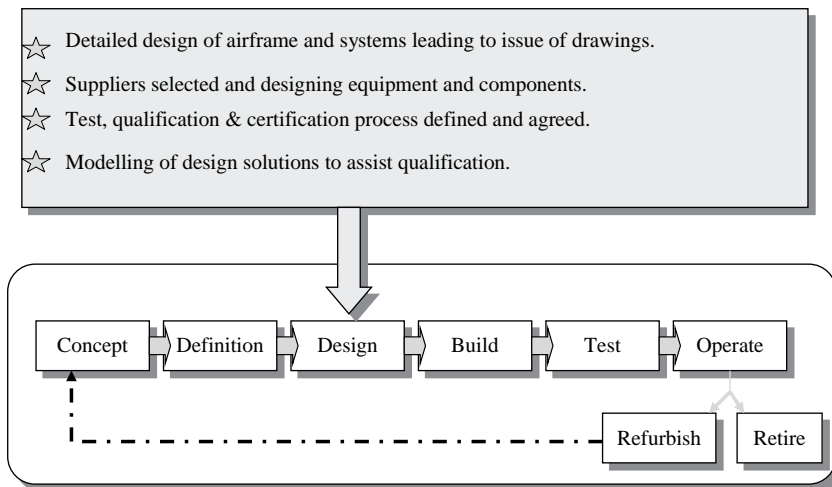 Detailed design of airframe and systems leading to issue of drawings.
Suppliers selected and designing equipment and components.
Test, qualification & certification process defined and agreed.
Modelling of design solutions to assist qualification.
Concept
Definition
Design
Build
Test
Operate
Refurbish
Retire